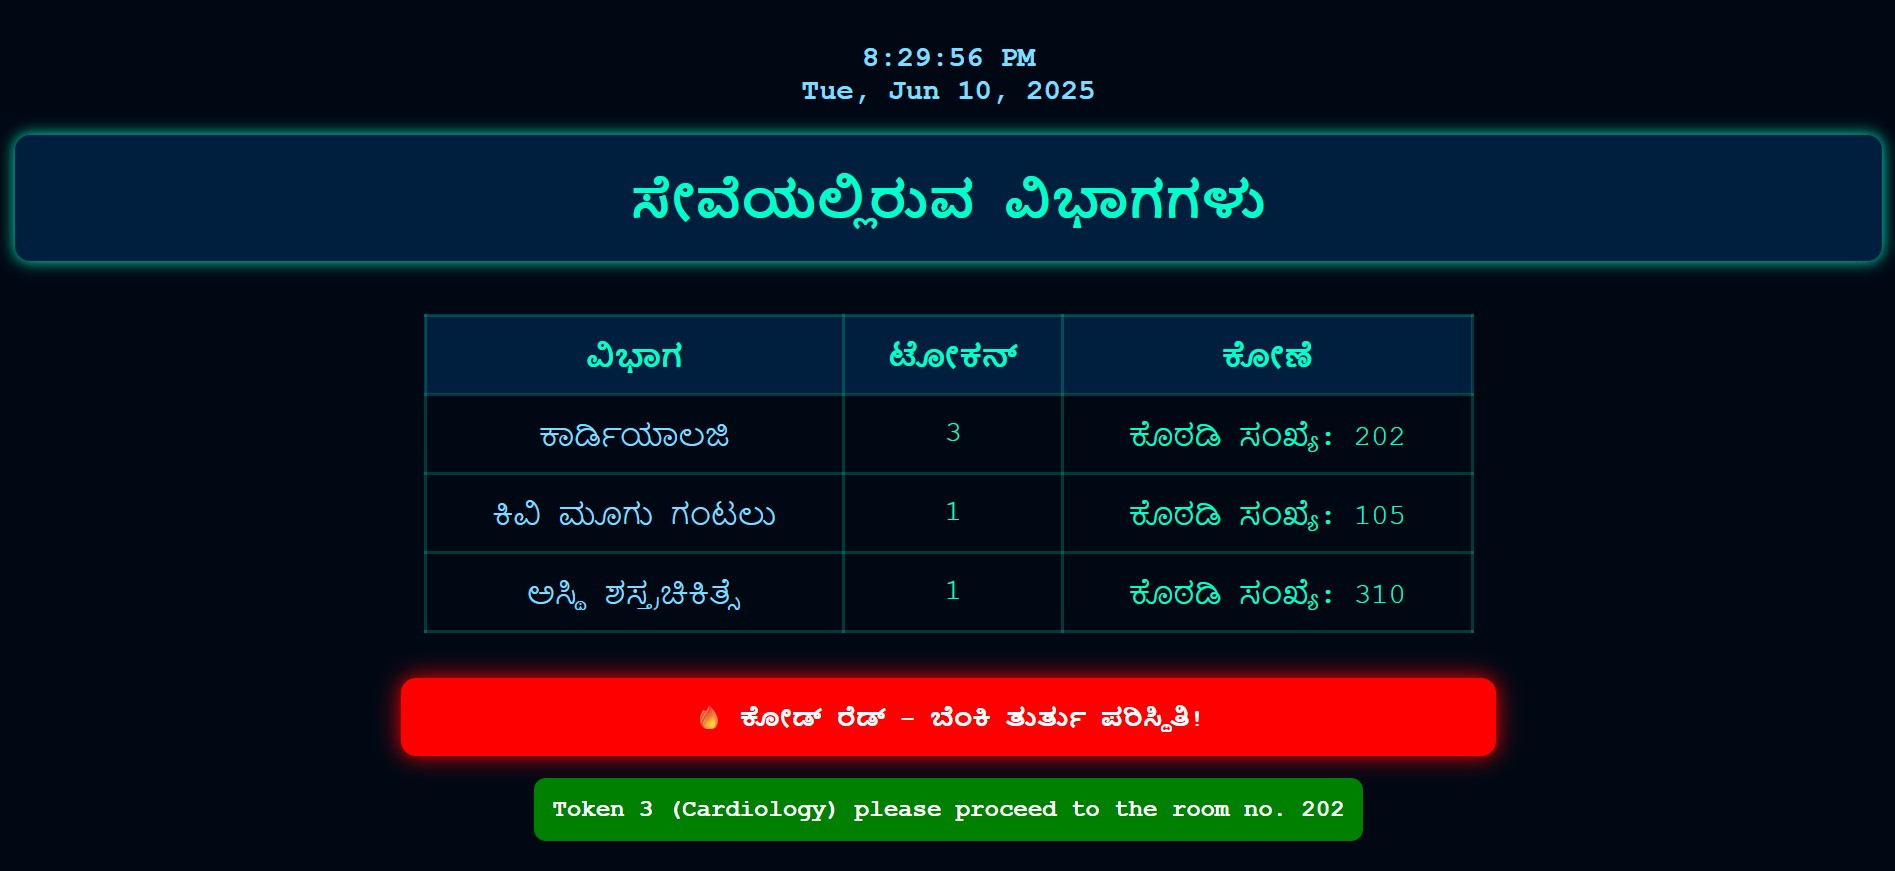 8:29:56 PM
Tue, Jun 10, 2025
ಸೇವೆಯಲ್ಲಿರುವ ವಿಭಾಗಗಳು
ವಿಭಾಗ ಟೋಕನ್ ಕೋಣೆ
ಕಾರ್ಡಿಯಾಲಜಿ 3 ಕೊಠಡಿ ಸಂಖ್ಯೆ: 202
ಕಿವಿ ಮೂಗು ಗಂಟಲು 1 ಕೊಠಡಿ ಸಂಖ್ಯೆ: 105
ಅಸ್ಥಿ ಶಸ್ತ್ರಚಿಕಿತ್ಸೆ 1 ಕೊಠಡಿ ಸಂಖ್ಯೆ: 310
🔥 ಕೋಡ್ ರೆಡ್ – ಬೆಂಕಿ ತುರ್ತು ಪರಿಸ್ಥಿತಿ!
Token 3 (Cardiology) please proceed to the room no. 202